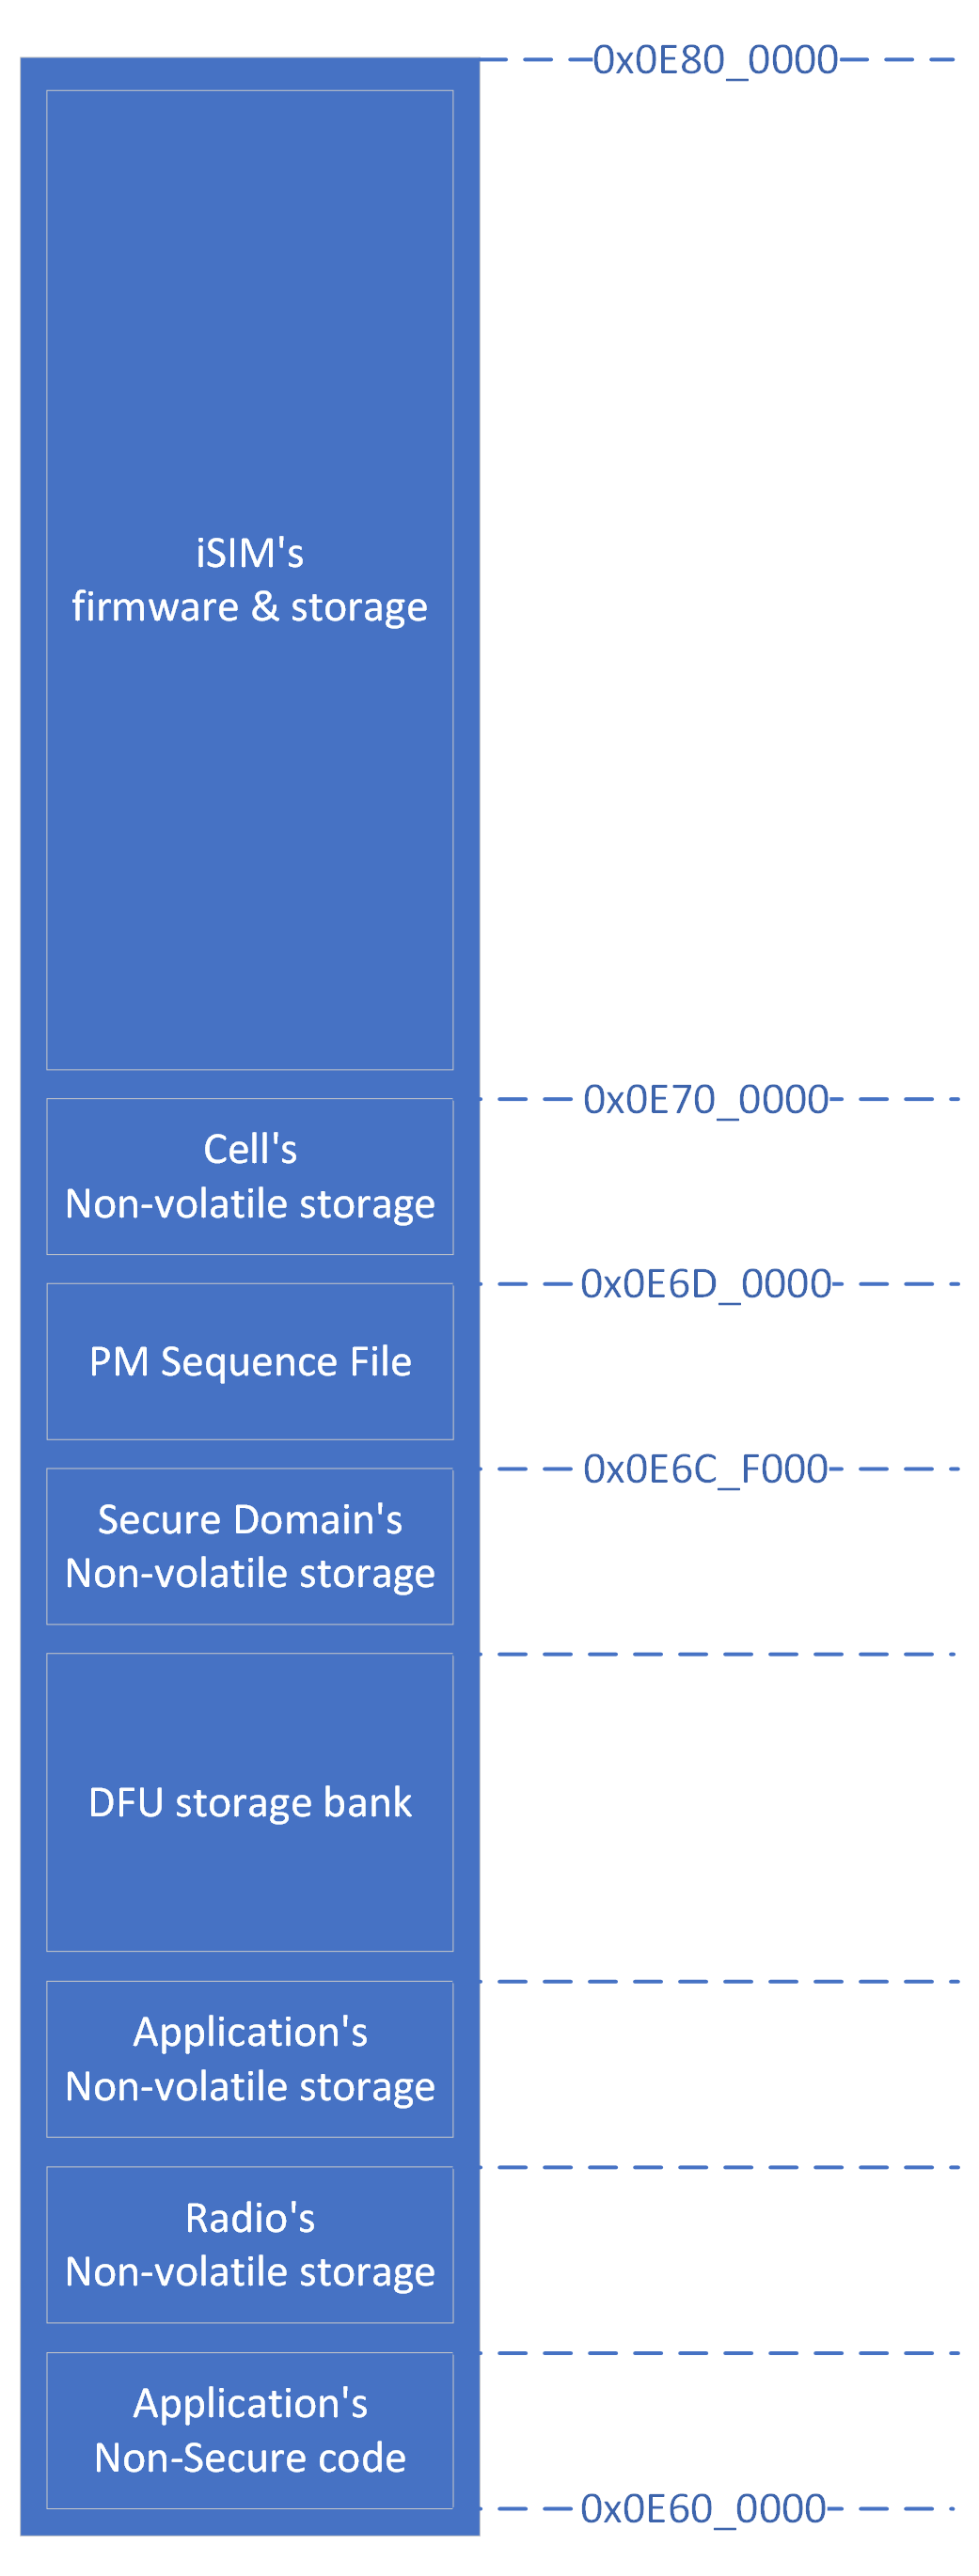 0x0E80_0000
iSIM's
firmware & storage
0x0E70_0000
Cell's
Non-volatile storage
0x0E6D_0000
PM Sequence File
0x0E6C_F000
Secure Domain's
Non-volatile storage
DFU storage bank
Application's
Non-volatile storage
Radio's
Non-volatile storage
Application's
Non-Secure code
0x0E60_0000